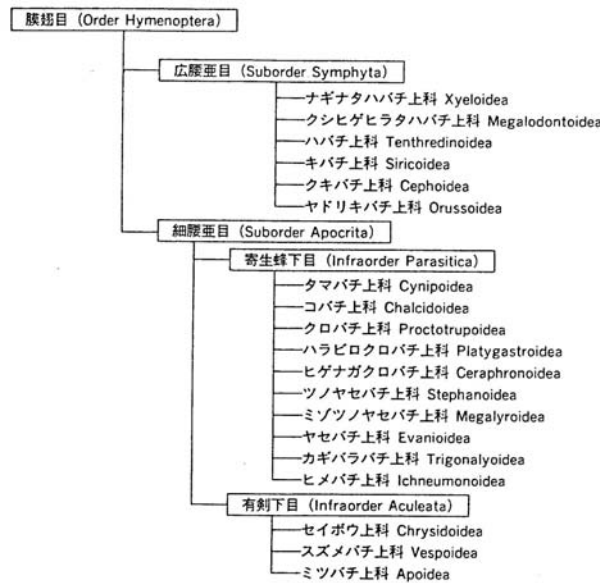 膜翅目 (Order Hymenoptera)
広腰亜目 (Suborder Symphyta)
ナギナタハバチ上科 Xyeloidea
クシヒゲヒラタハバチ上科 Megalodontoidea
ハバチ上科 Tenthredinoidea
キバチ上科 Siricoidea
クキバチ上科 Cephoidea
ヤドリキバチ上科 Orussoidea
細腰亜目 (Suborder Apocrita)
寄生蜂下目 (Infraorder Parasitica)
タマバチ上科 Cynipoidea
コバチ上科 Chalcidoidea
クロバチ上科 Proctotrupoidea
ハラビロクロバチ上科 Platygastroidea
ヒゲナガクロバチ上科 Ceraphronoidea
ツノヤセバチ上科 Stephanoidea
ミゾツノヤセバチ上科 Megalyroidea
ヤセバチ上科 Evanioidea
カギバラバチ上科 Trigonalyoidea
ヒメバチ上科 Ichneumonoidea
有剣下目 (Infraorder Aculeata)
セイボウ上科 Chrysidoidea
スズメバチ上科 Vespoidea
ミツバチ上科 Apoidea